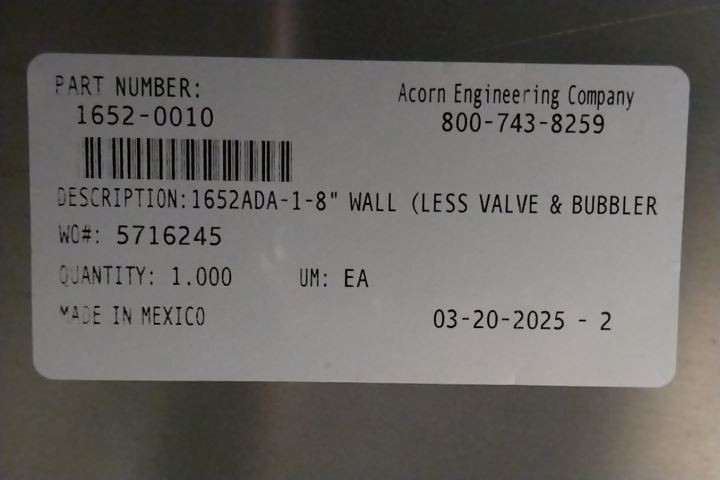 PART NUMBER:
1652-0010
Acorn Engineering Company
800-743-8259
DESCRIPTION:1652ADA-1-8" WALL (LESS VALVE & BUBBLER
WO#: 5716245
QUANTITY: 1.000 UM: EA
MADE IN MEXICO
03-20-2025 - 2